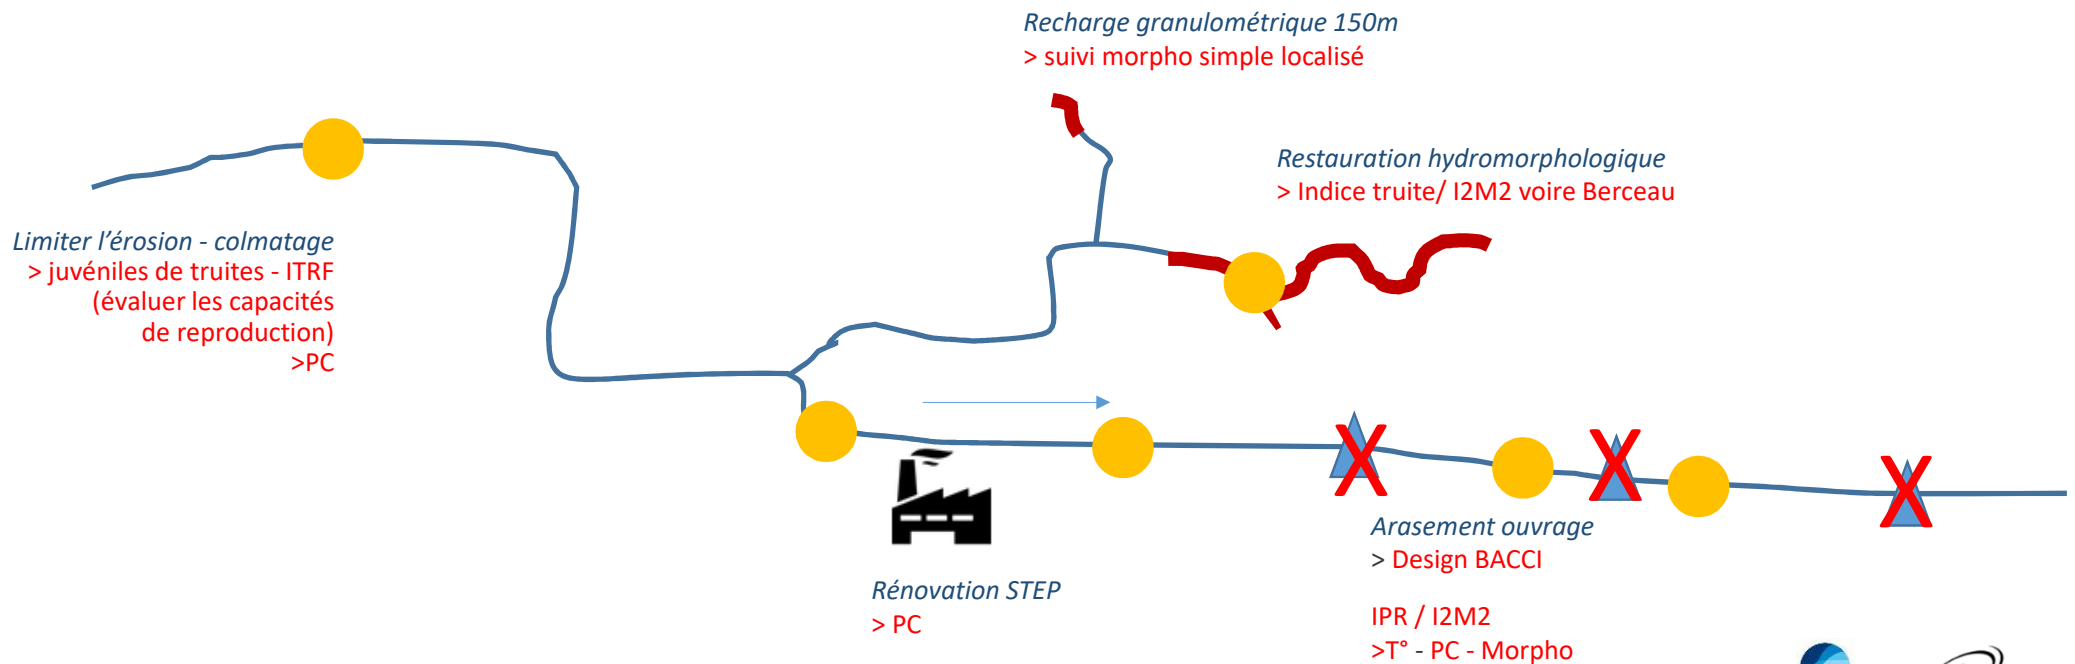 Recharge granulométrique 150m
> suivi morpho simple localisé
Restauration hydromorphologique
> Indice truite/ I2M2 voire Berceau
Limiter l’érosion - colmatage
> juvéniles de truites - ITRF
(évaluer les capacités
de reproduction)
>PC
Arasement ouvrage
> Design BACCI
Rénovation STEP
> PC
IPR / I2M2
>T° - PC - Morpho